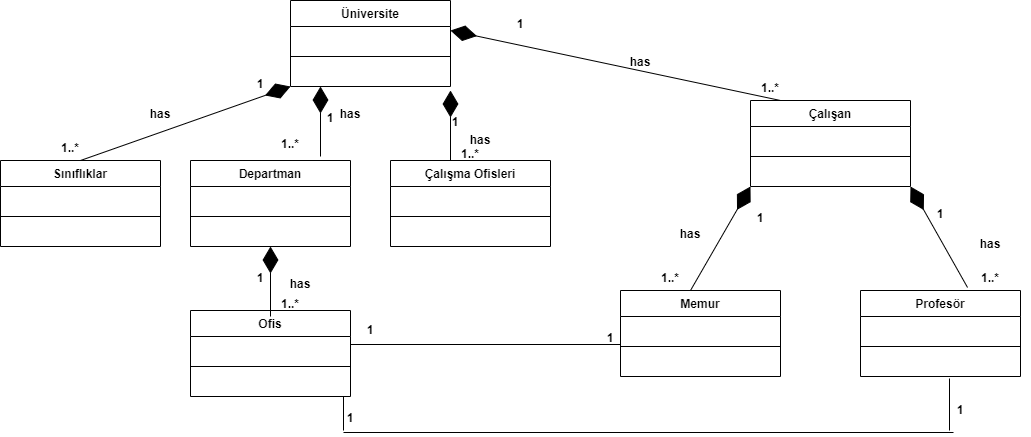 Üniversite
1
has
1..*
1
has
1..*
1
has
1..*
1
has
1..*
Çalışan
Sınıflıklar
Departman
Çalışma Ofisleri
1
has
1..*
1
has
1..*
1
has
1..*
Ofis
Memur
Profesör
1
1
1
1